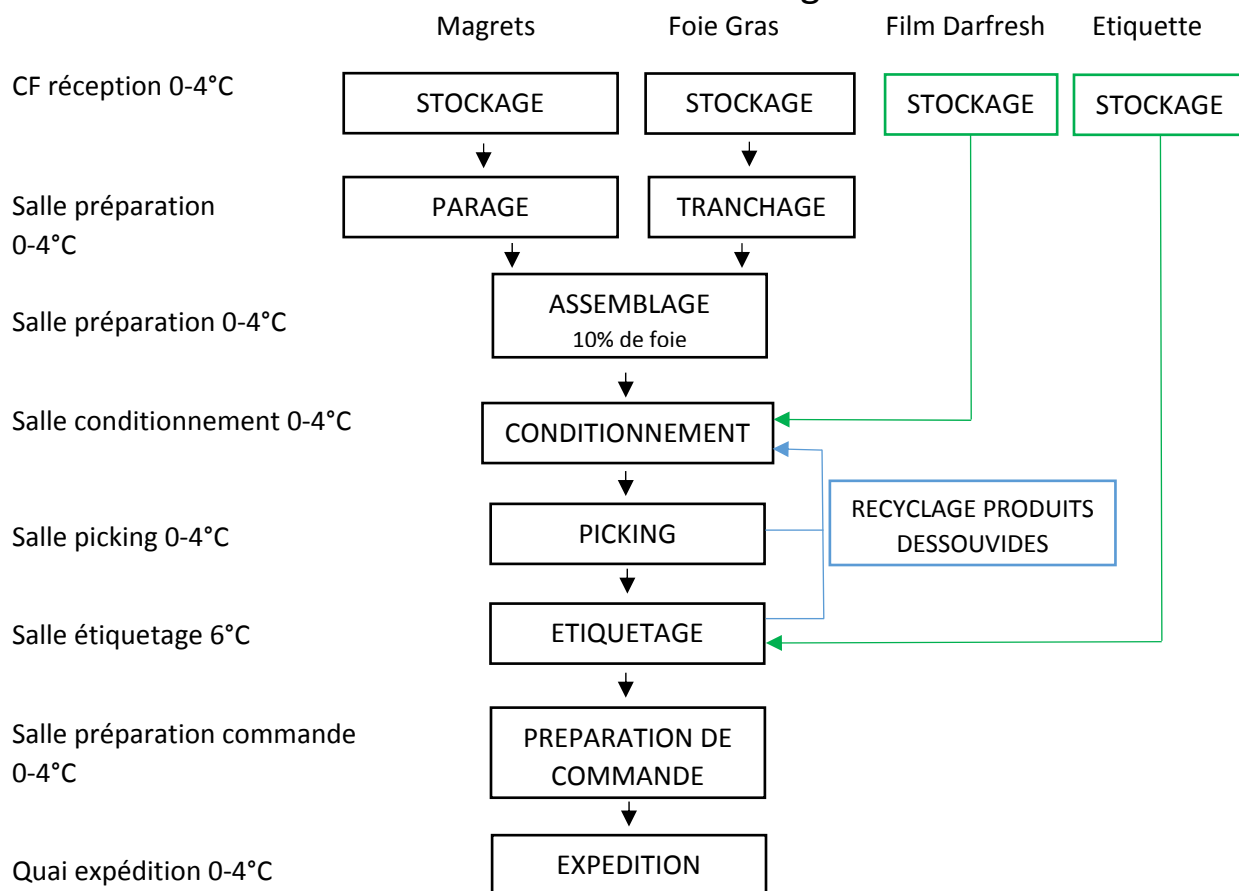 Magrets Foie Gras Film Darfresh Etiquette
CF réception 0-4°C
STOCKAGE STOCKAGE STOCKAGE STOCKAGE
Salle préparation
0-4°C
PARAGE TRANCHAGE
Salle préparation 0-4°C
ASSEMBLAGE
10% de foie
Salle conditionnement 0-4°C
CONDITIONNEMENT
RECYCLAGE PRODUITS
DESSOUVIDES
Salle picking 0-4°C
PICKING
Salle étiquetage 6°C
ETIQUETAGE
Salle préparation commande
0-4°C
PREPARATION DE
COMMANDE
Quai expédition 0-4°C
EXPEDITION